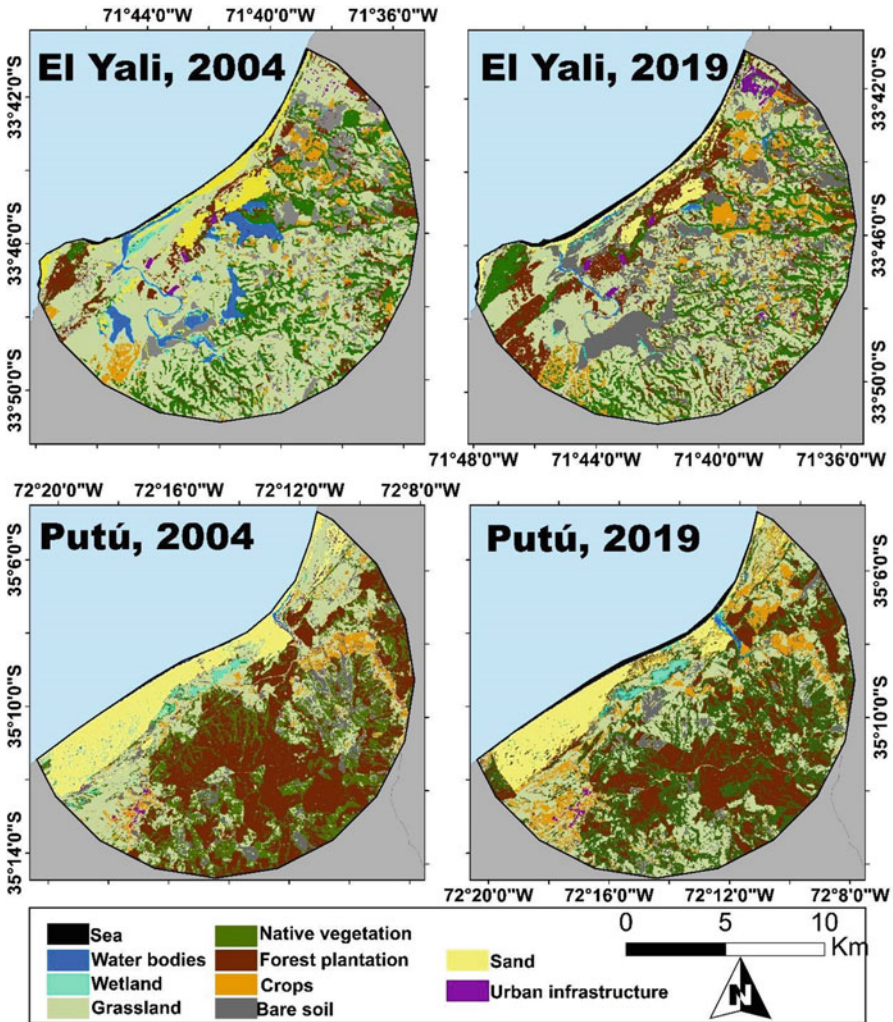 71°44'0"W 71°40'0"W 71°36'0"W
El Yali, 2004
El Yali, 2019
33°42'0"S
33°46'0"S
33°50'0"S
33°42'0"S
33°46'0"S
33°50'0"S
71°48'0"W 71°44'0"W 71°40'0"W 71°36'0"W
72°20'0"W 72°16'0"W 72°12'0"W 72°8'0"W
Putú, 2004
Putú, 2019
35°6'0"S
35°10'0"S
35°14'0"S
35°6'0"S
35°10'0"S
35°14'0"S
72°20'0"W 72°16'0"W 72°12'0"W 72°8'0"W
Sea
Water bodies
Wetland
Grassland
Native vegetation
Forest plantation
Crops
Bare soil
Sand
Urban infrastructure
0 5 10
Km
N